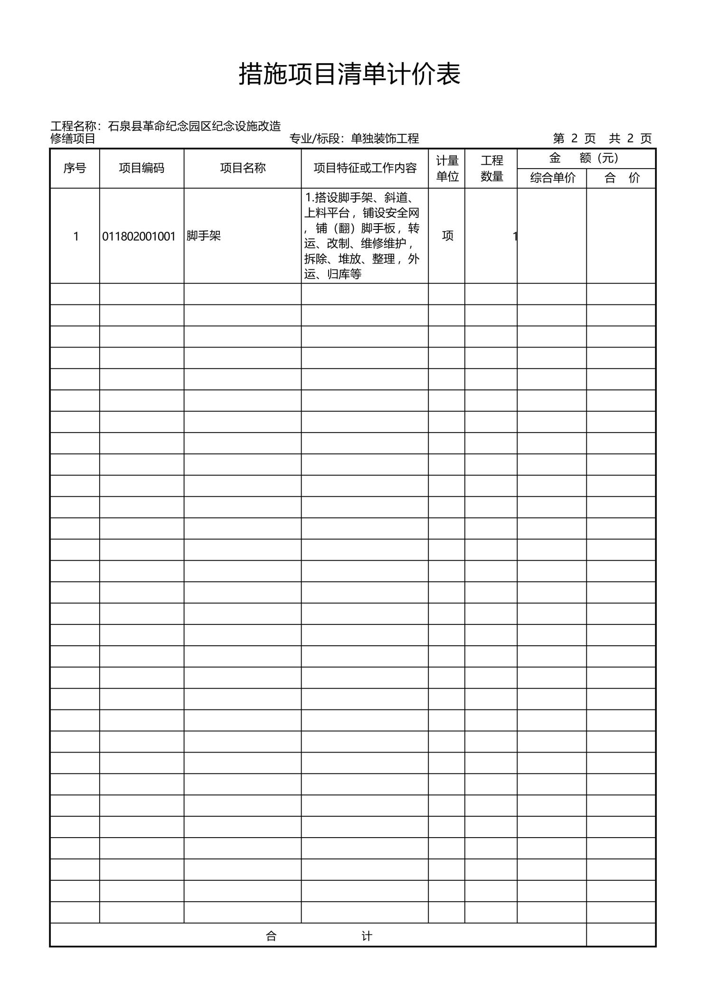 措施项目清单计价表
工程名称：石泉县革命纪念园区纪念设施改造
修缮项目 专业/标段：单独装饰工程 第 2 页 共 2 页
序号 项目编码 项目名称 项目特征或工作内容 计量 工程 金 额（元）
单位 数量 综合单价 合 价
1.搭设脚手架、斜道、
上料平台，铺设安全网
，铺（翻）脚手板，转
1 011802001001 脚手架 运、改制、维修维护， 项 1
拆除、堆放、整理，外
运、归库等
合 计